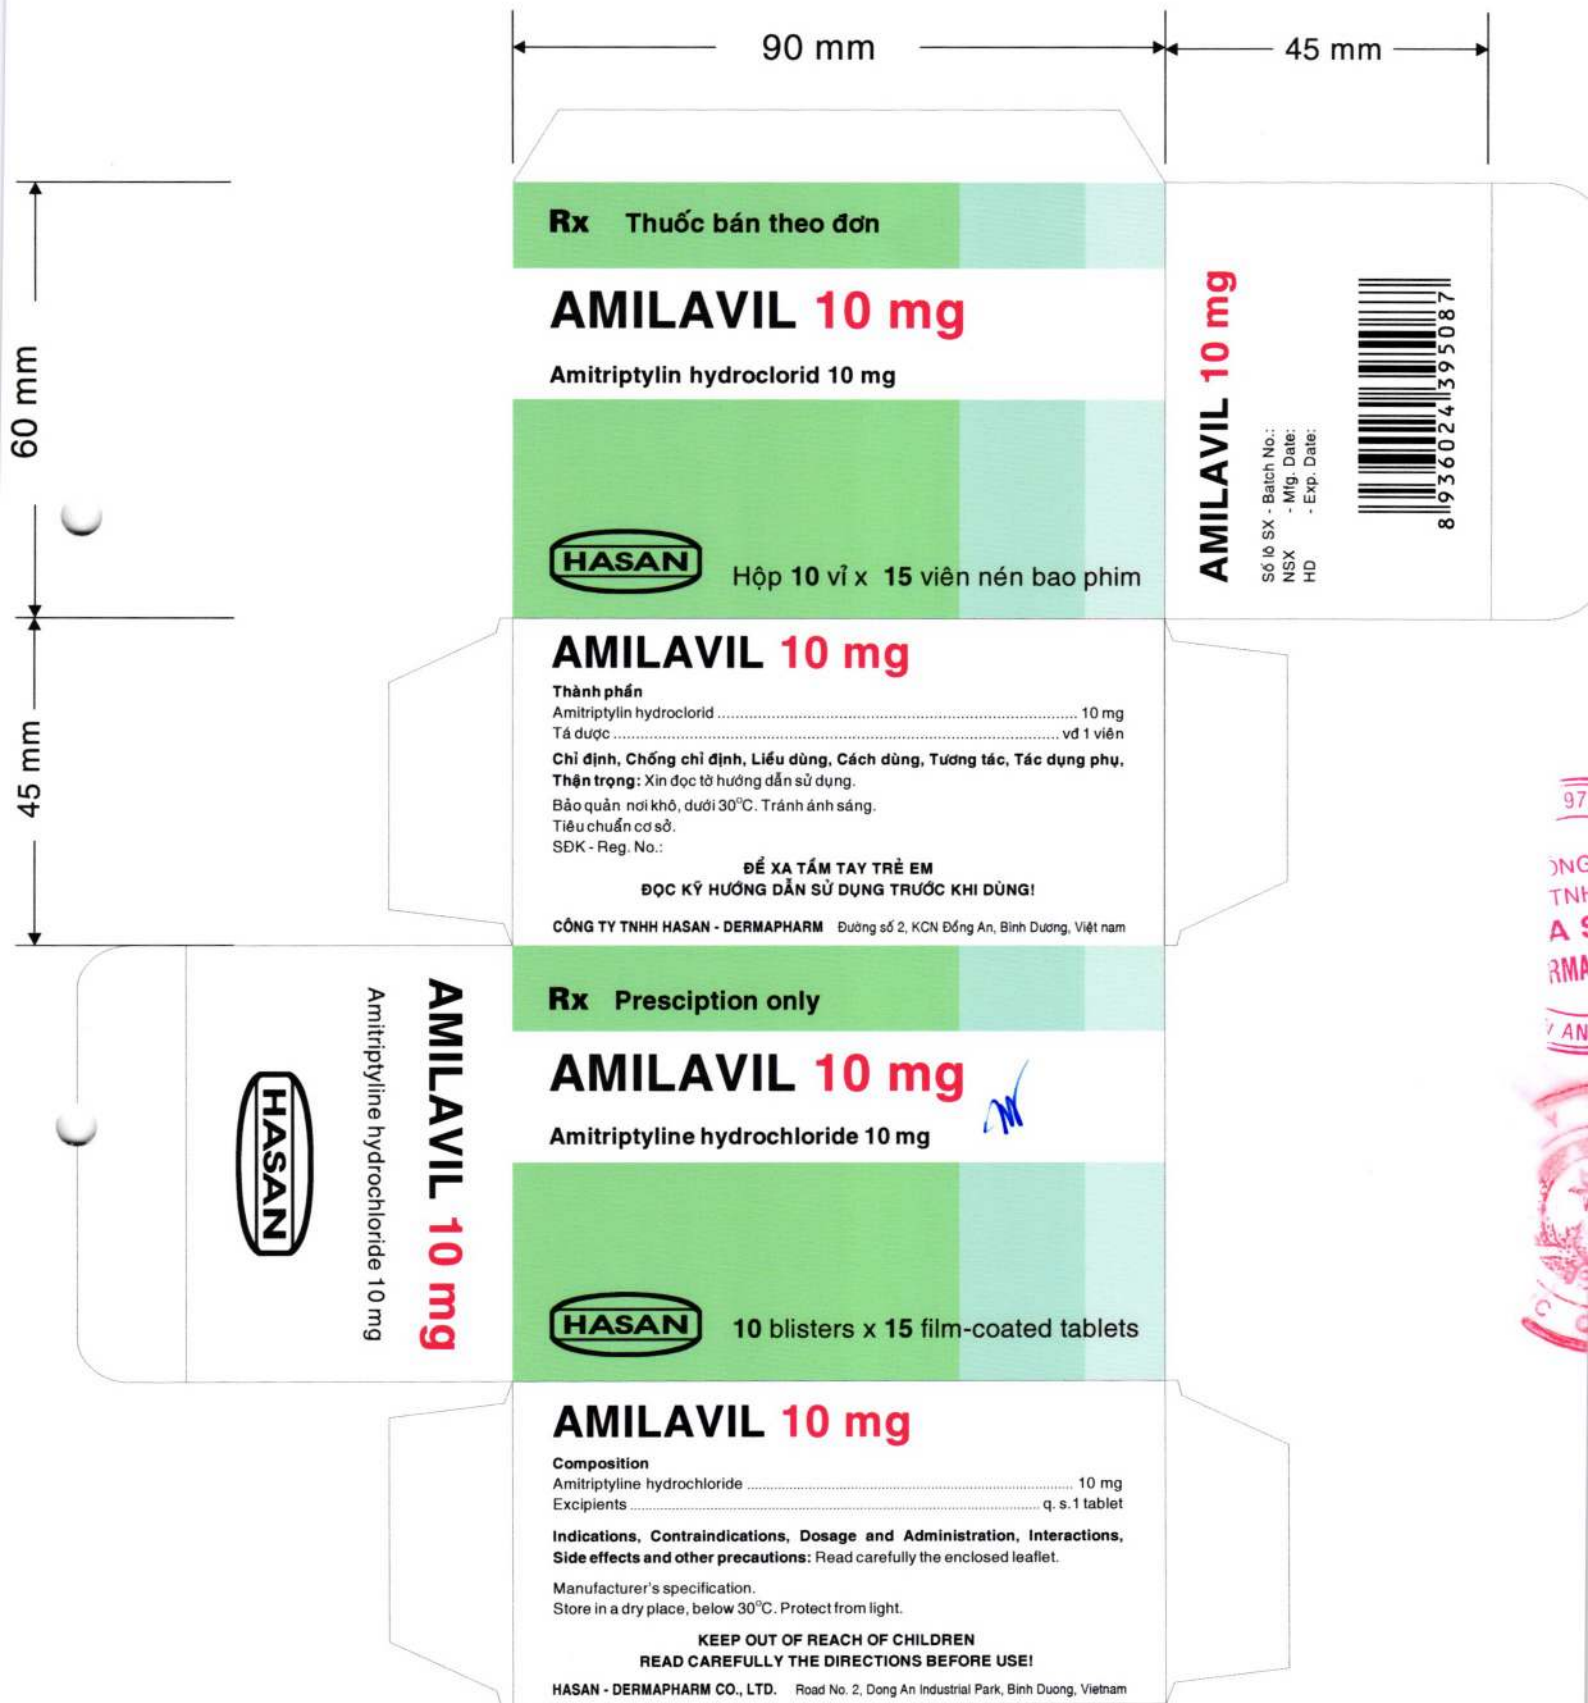 90 mm
45 mm
60 mm
45 mm
Rx Thuốc bán theo đơn
AMILAVIL 10 mg
Amitriptylin hydroclorid 10 mg
HASAN
Hộp 10 vỉ x 15 viên nén bao phim
AMILAVIL 10 mg
Số lô SX - Batch No.:
NSX - Mfg. Date:
HD - Exp. Date:
8 936024 395087
AMILAVIL 10 mg
Thành phần
Amitriptylin hydroclorid ........ 10 mg
Tá dược ........ vđ 1 viên
Chỉ định, Chống chỉ định, Liều dùng, Cách dùng, Tương tác, Tác dụng phụ,
Thận trọng: Xin đọc tờ hướng dẫn sử dụng.
Bảo quản nơi khô, dưới 30°C. Tránh ánh sáng.
Tiêu chuẩn cơ sở.
SĐK - Reg. No.:
ĐỂ XA TẦM TAY TRẺ EM
ĐỌC KỸ HƯỚNG DẪN SỬ DỤNG TRƯỚC KHI DÙNG!
CÔNG TY TNHH HASAN - DERMAPHARM Đường số 2, KCN Đồng An, Bình Dương, Việt nam
AMILAVIL 10 mg
Amitriptyline hydrochloride 10 mg
HASAN
Rx Presciption only
AMILAVIL 10 mg
Amitriptyline hydrochloride 10 mg
HASAN
10 blisters x 15 film-coated tablets
AMILAVIL 10 mg
Composition
Amitriptyline hydrochloride ........ 10 mg
Excipients ........ q. s.1 tablet
Indications, Contraindications, Dosage and Administration, Interactions,
Side effects and other precautions: Read carefully the enclosed leaflet.
Manufacturer's specification.
Store in a dry place, below 30°C. Protect from light.
KEEP OUT OF REACH OF CHILDREN
READ CAREFULLY THE DIRECTIONS BEFORE USE!
HASAN - DERMAPHARM CO., LTD. Road No. 2, Dong An Industrial Park, Binh Duong, Vietnam
97